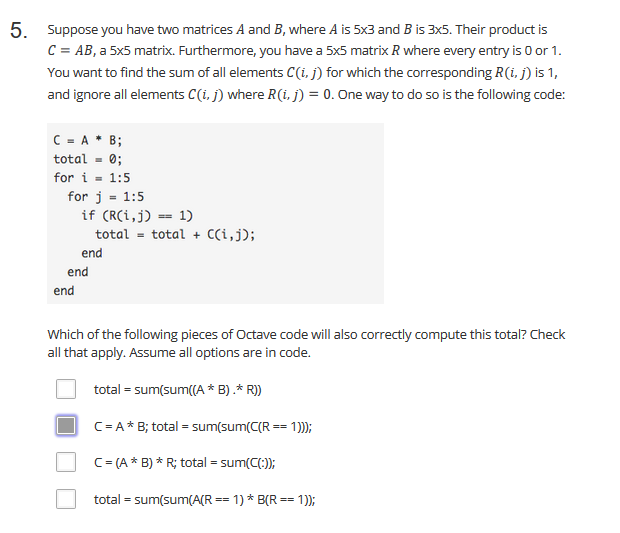 5. Suppose you have two matrices A and B, where A is 5x3 and B is 3x5. Their product is
C = AB, a 5x5 matrix. Furthermore, you have a 5x5 matrix R where every entry is 0 or 1.
You want to find the sum of all elements C(i, j) for which the corresponding R(i, j) is 1,
and ignore all elements C(i, j) where R(i, j) = 0. One way to do so is the following code:
C = A * B;
total = 0;
for i = 1:5
for j = 1:5
if (R(i,j) == 1)
total = total + C(i,j);
end
end
end
Which of the following pieces of Octave code will also correctly compute this total? Check
all that apply. Assume all options are in code.
total = sum(sum((A * B) .* R))
C = A * B; total = sum(sum(C(R == 1)));
C = (A * B) * R; total = sum(C(:));
total = sum(sum(A(R == 1) * B(R == 1));